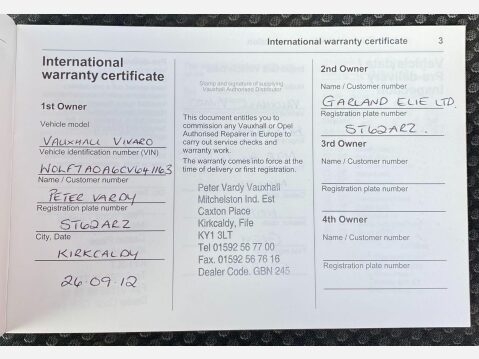 International warranty certificate 3
International
warranty certificate
1st Owner
Vehicle model
VAUXHALL VIVARO
Vehicle identification number (VIN)
WOLF7A0A6CV641163
Name / Customer number
PETER VARDY
Registration plate number
ST62ARZ
City, Date
KIRKCALDY
26·09·12
Stamp and signature of supplying
Vauxhall Authorised Distributor
This document entitles you to
commission any Vauxhall or Opel
Authorised Repairer in Europe to
carry out service checks and
warranty work.
The warranty comes into force at the
time of delivery or first registration.
Peter Vardy Vauxhall
Mitchelston Ind. Est
Caxton Place
Kirkcaldy, Fife
KY1 3LT
Tel 01592 56 77 00
Fax. 01592 56 76 16
Dealer Code. GBN 245
2nd Owner
Name / Customer number
GARLAND ELIE LTD.
Registration plate number
ST62ARZ.
3rd Owner
Name / Customer number
Registration plate number
4th Owner
Name / Customer number
Registration plate number